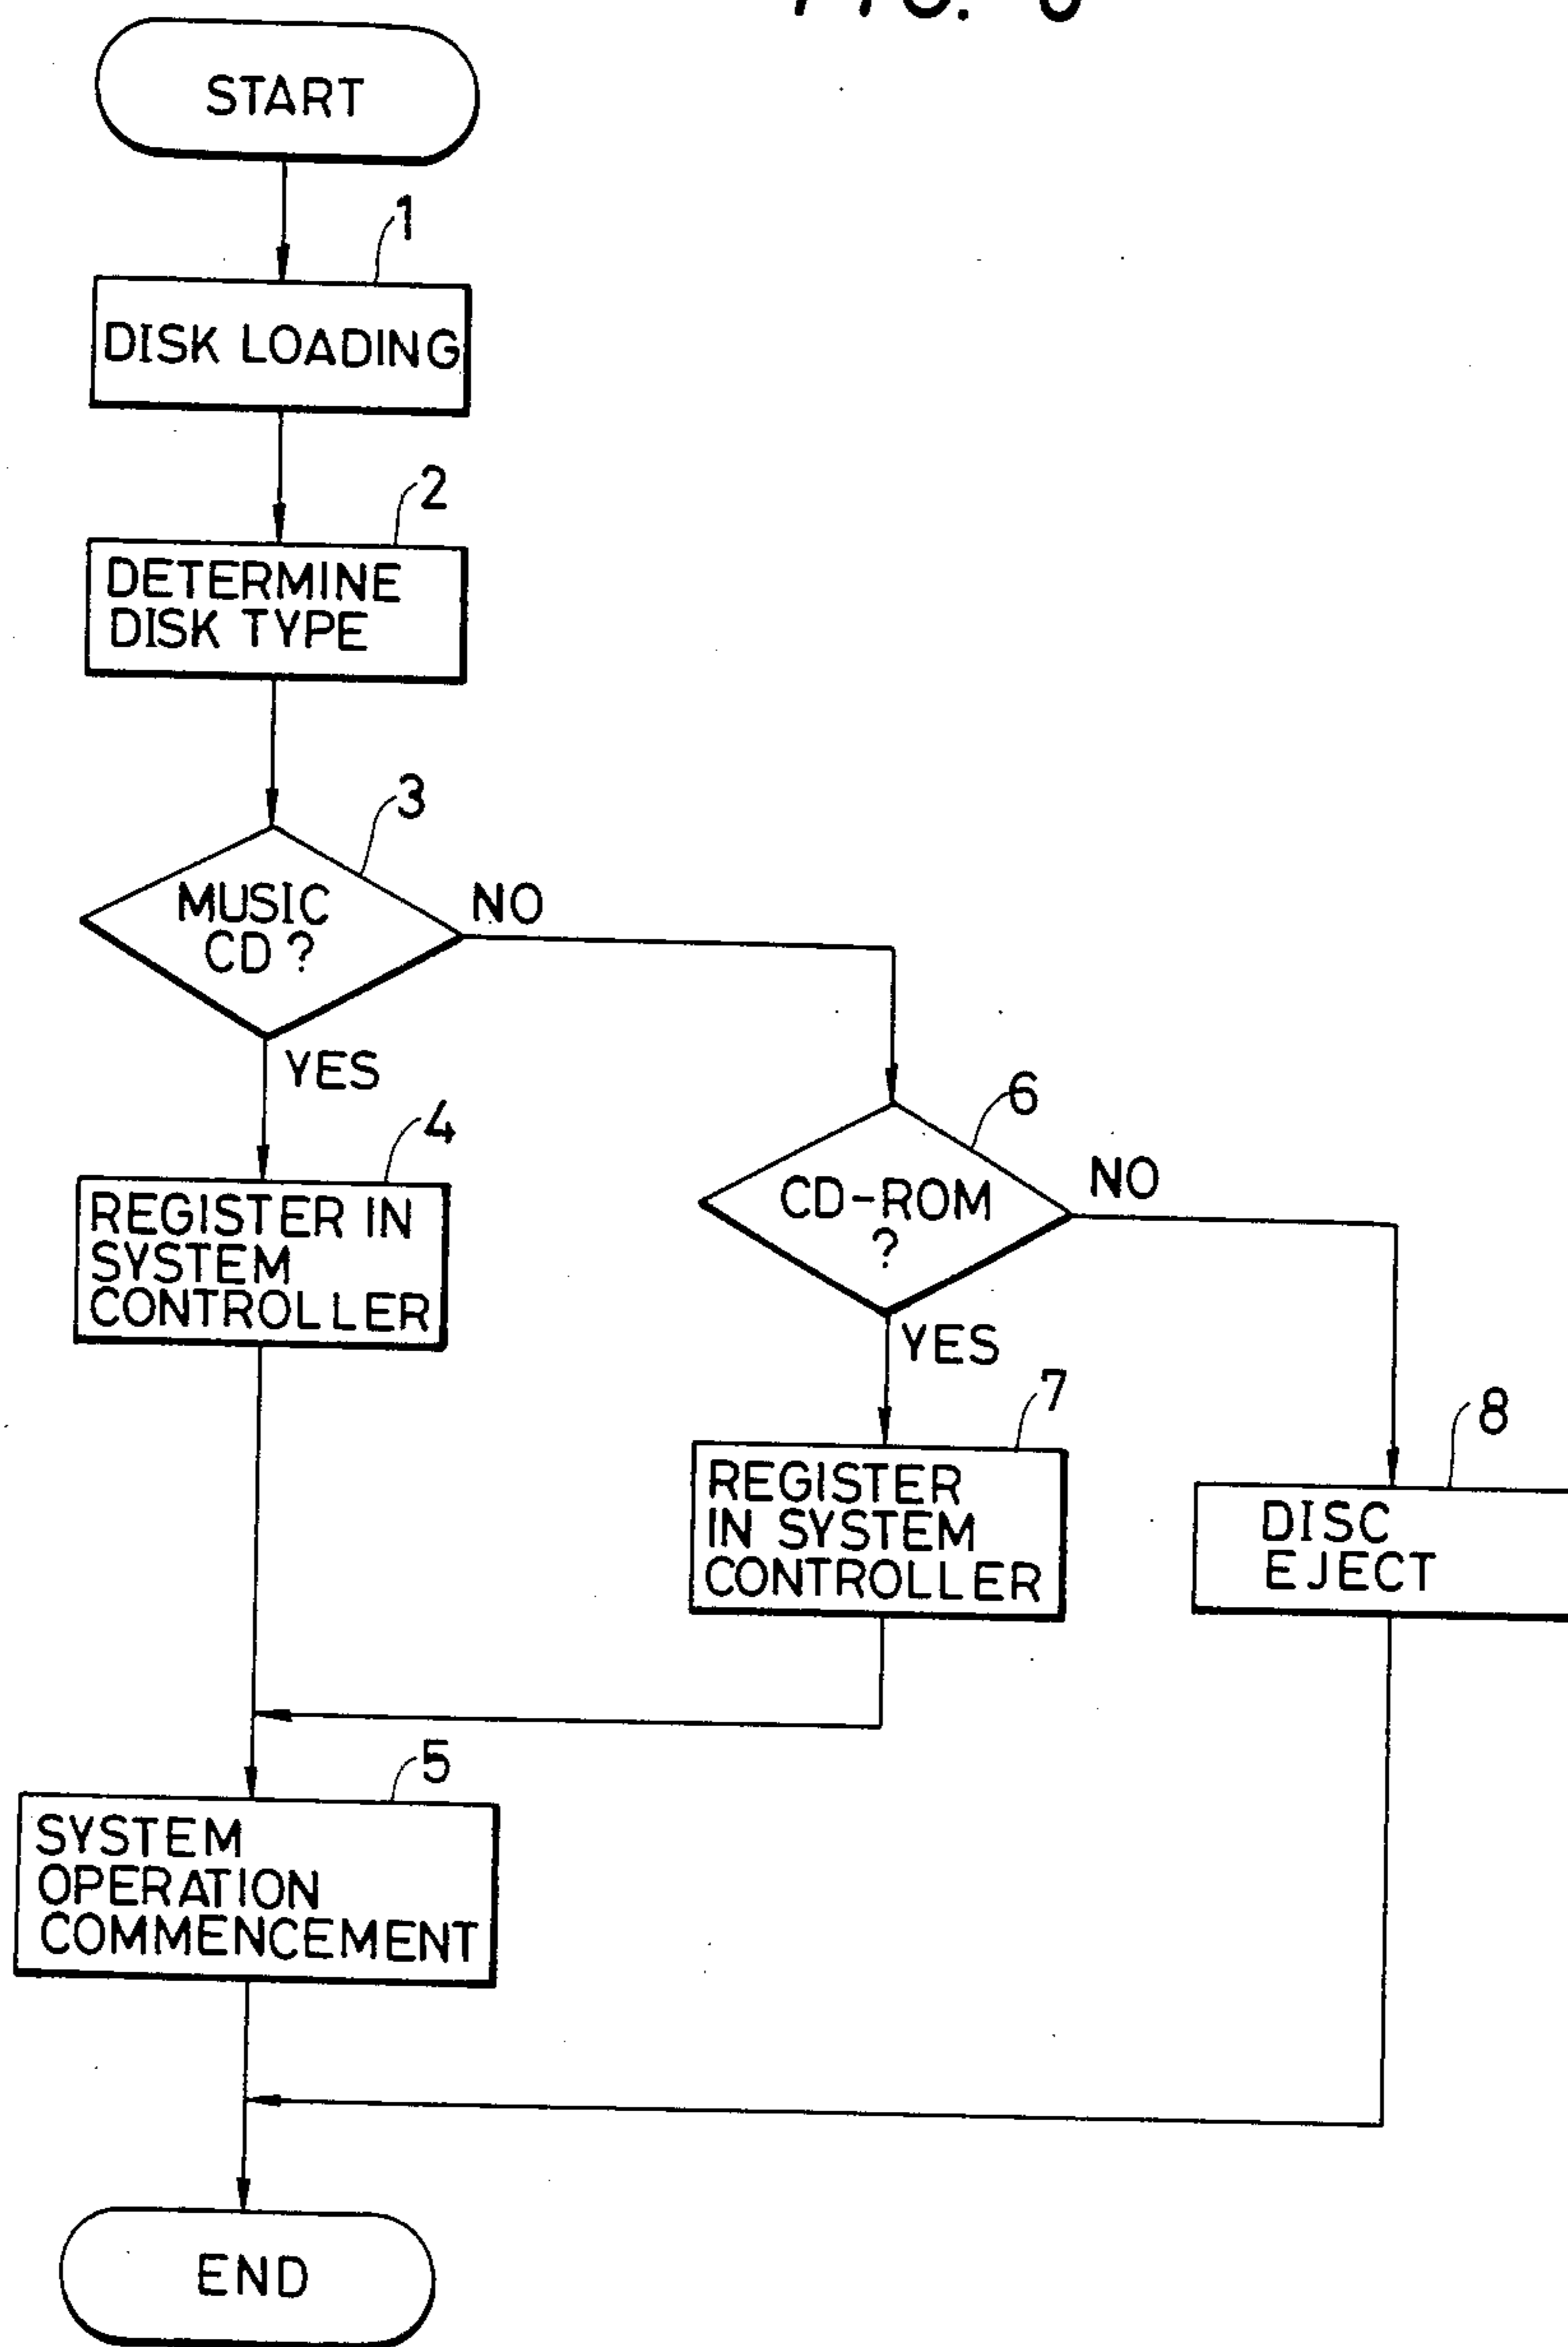 START
1
DISK LOADING
2
DETERMINE
DISK TYPE
3
MUSIC
CD ?
NO
YES
4
REGISTER IN
SYSTEM
CONTROLLER
6
CD-ROM
?
NO
YES
7
REGISTER
IN SYSTEM
CONTROLLER
8
DISC
EJECT
5
SYSTEM
OPERATION
COMMENCEMENT
END